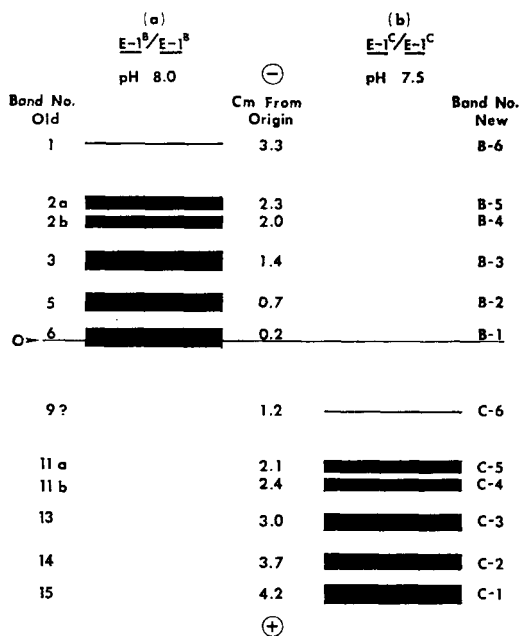 (a) (b)
E-1ᴮ/E-1ᴮ E-1ᶜ/E-1ᶜ
pH 8.0 ⊖ pH 7.5
Band No. Cm From Band No.
Old Origin New
1 3.3 B-6
2a 2.3 B-5
2b 2.0 B-4
3 1.4 B-3
5 0.7 B-2
6 0.2 B-1
O
9? 1.2 C-6
11a 2.1 C-5
11b 2.4 C-4
13 3.0 C-3
14 3.7 C-2
15 4.2 C-1
⊕